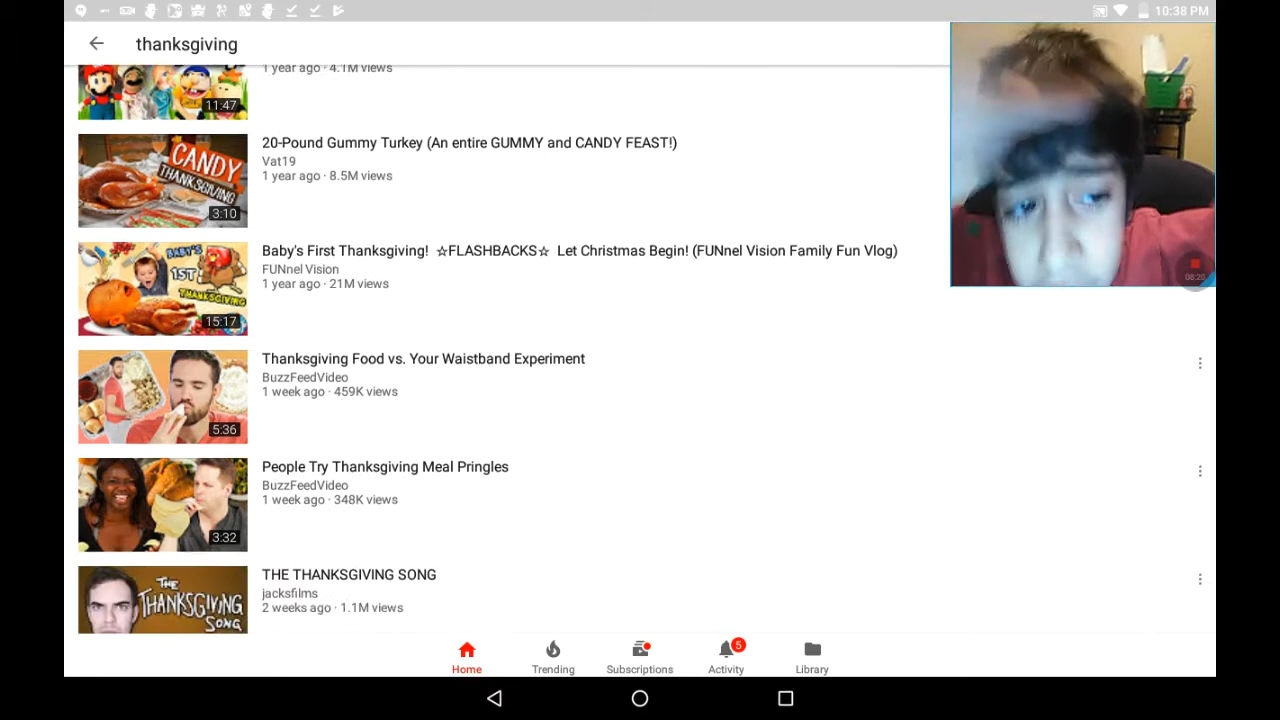 10:38 PM
thanksgiving
1 year ago · 4.1M views
11:47
20-Pound Gummy Turkey (An entire GUMMY and CANDY FEAST!)
Vat19
1 year ago · 8.5M views
CANDY
THANKSGIVING
3:10
Baby's First Thanksgiving! ☆FLASHBACKS☆ Let Christmas Begin! (FUNnel Vision Family Fun Vlog)
FUNnel Vision
1 year ago · 21M views
BABY'S
1ST
THANKSGIVING
15:17
08:20
Thanksgiving Food vs. Your Waistband Experiment
BuzzFeedVideo
1 week ago · 459K views
5:36
People Try Thanksgiving Meal Pringles
BuzzFeedVideo
1 week ago · 348K views
3:32
THE THANKSGIVING SONG
jacksfilms
2 weeks ago · 1.1M views
THE
THANKSGIVING
SONG
5
Home
Trending
Subscriptions
Activity
Library